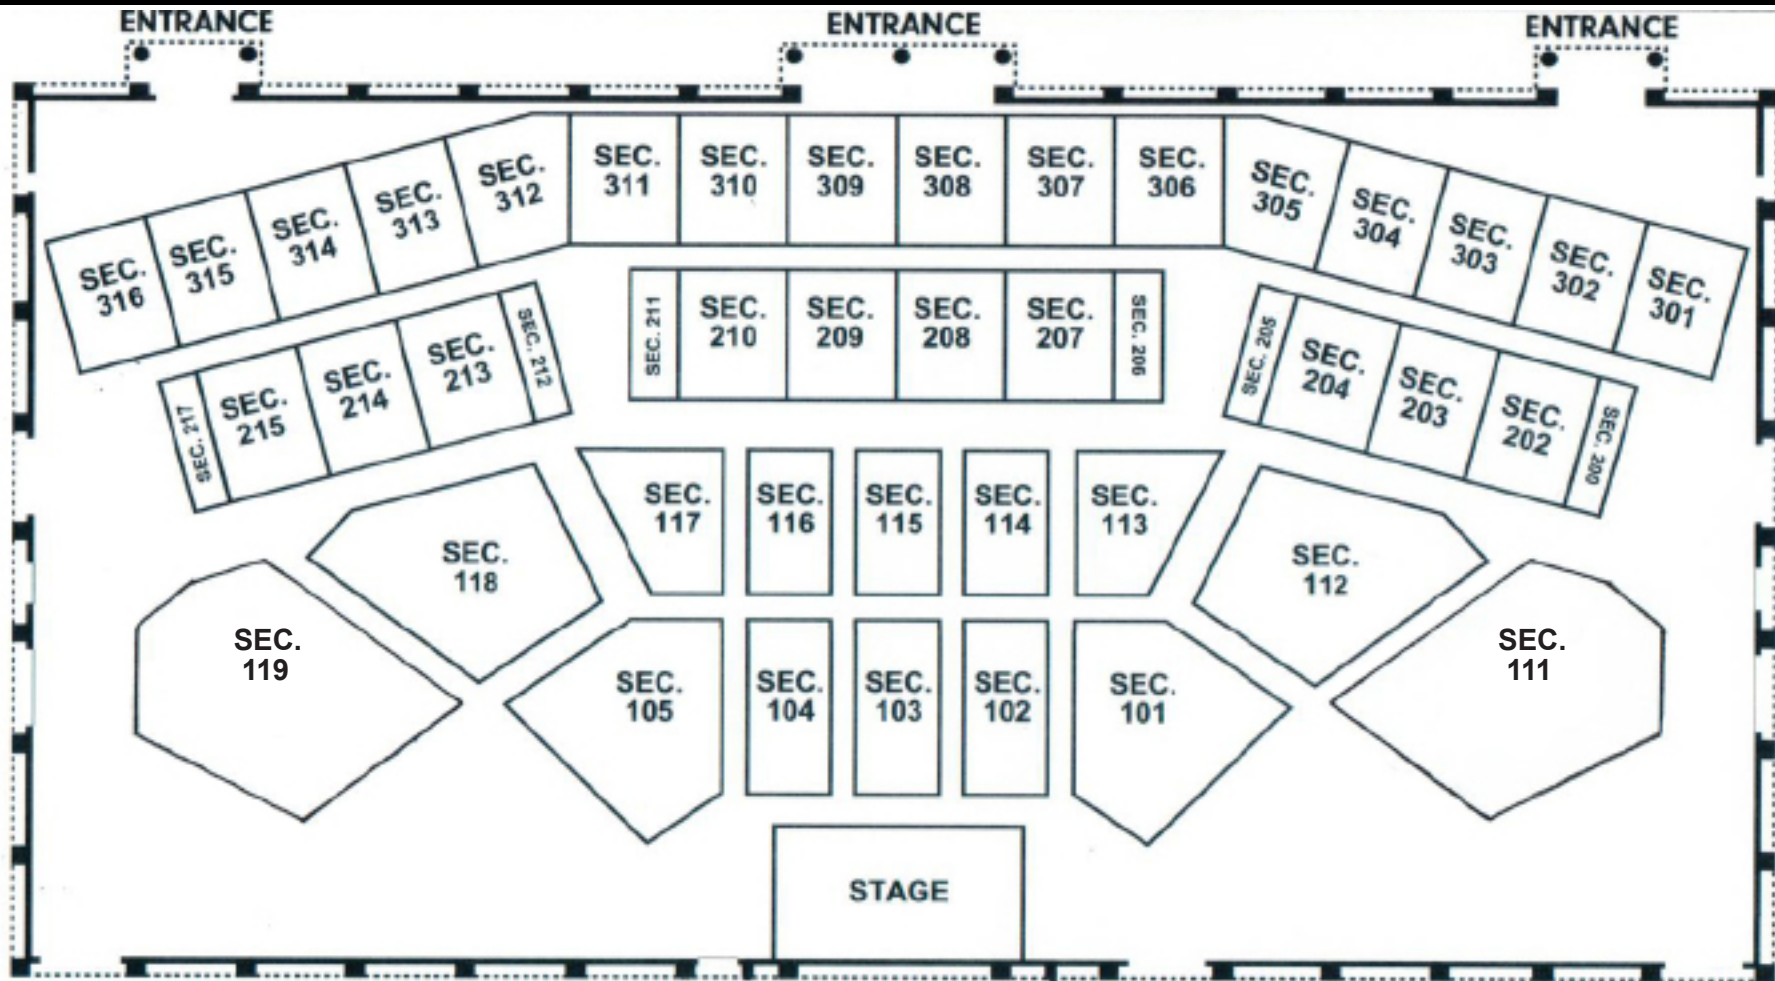 ENTRANCE
ENTRANCE
ENTRANCE
SEC.
316
SEC.
315
SEC.
314
SEC.
313
SEC.
312
SEC.
311
SEC.
310
SEC.
309
SEC.
308
SEC.
307
SEC.
306
SEC.
305
SEC.
304
SEC.
303
SEC.
302
SEC.
301
SEC. 217
SEC.
215
SEC.
214
SEC.
213
SEC. 212
SEC. 211
SEC.
210
SEC.
209
SEC.
208
SEC.
207
SEC. 206
SEC. 205
SEC.
204
SEC.
203
SEC.
202
SEC. 200
SEC.
119
SEC.
118
SEC.
117
SEC.
116
SEC.
115
SEC.
114
SEC.
113
SEC.
112
SEC.
111
SEC.
105
SEC.
104
SEC.
103
SEC.
102
SEC.
101
STAGE